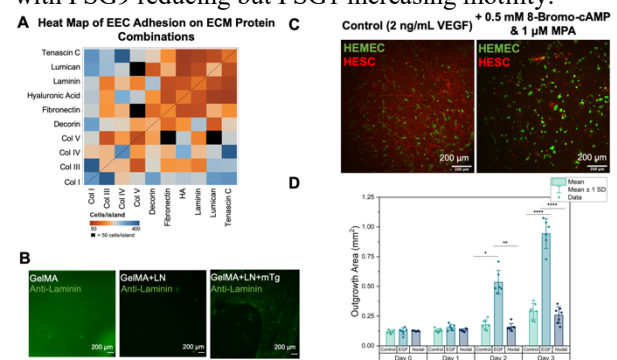 with PSG9 reducing but PSG1 increasing motility.
A Heat Map of EEC Adhesion on ECM Protein
Combinations
Tenascin C
Lumican
Laminin
Hyaluronic Acid
Fibronectin
Decorin
Col V
Col IV
Col III
Col I
Col I
Col III
Col IV
Col V
Decorin
Fibronectin
HA
Laminin
Lumican
Tenascin C
Cells/island
50 400
< 50 cells/island
B
GelMA
Anti-Laminin
200 μm
GelMA+LN
Anti-Laminin
200 μm
GelMA+LN+mTg
Anti-Laminin
200 μm
C
Control (2 ng/mL VEGF)
+ 0.5 mM 8-Bromo-cAMP
& 1 μM MPA
HEMEC
HESC
200 μm
200 μm
HEMEC
HESC
200 μm
200 μm
D
Mean
Mean ± 1 SD
Data
Outgrowth Area (mm²)
1.25
1.00
0.75
0.50
0.25
0.00
* ** **** ****
Control EGF Nodal Control EGF Nodal Control EGF Nodal Control EGF Nodal
Day 0 Day 1 Day 2 Day 3